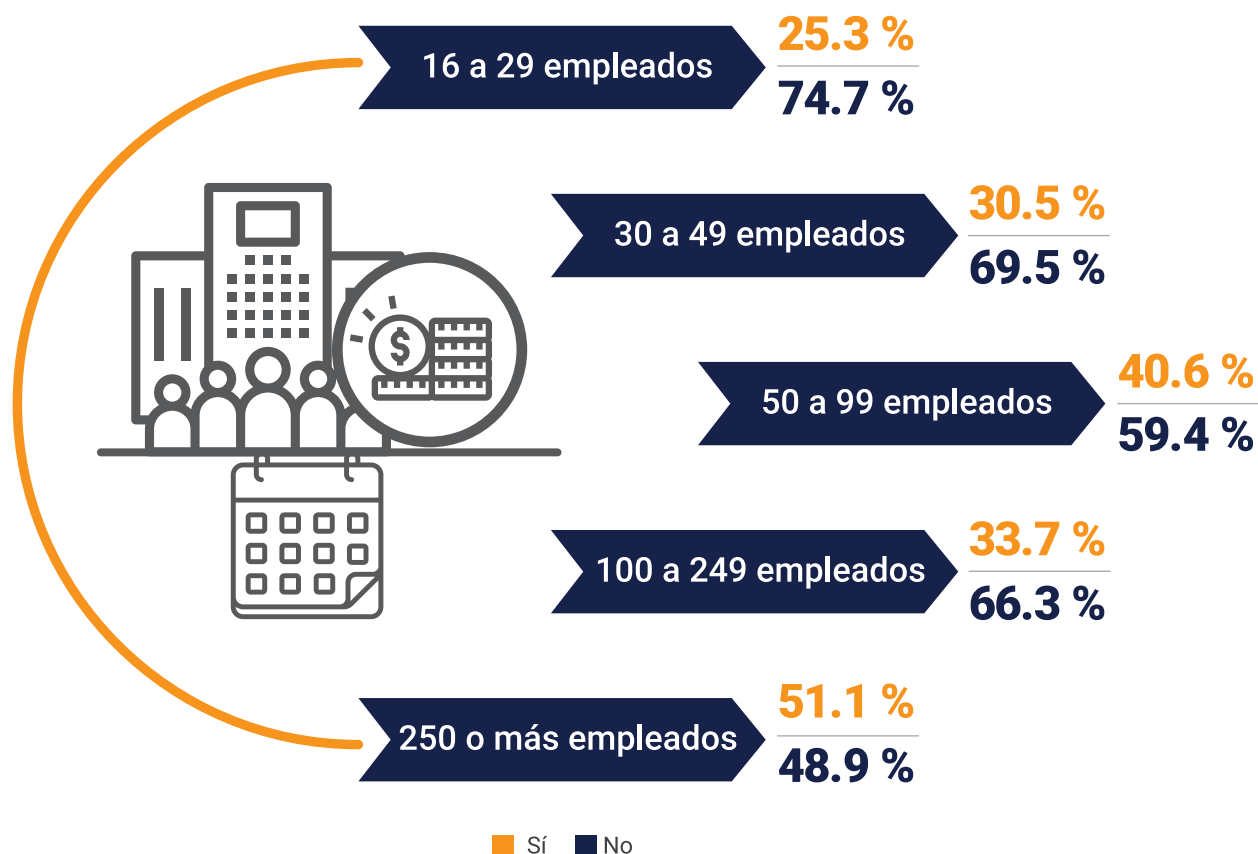 16 a 29 empleados
25.3 %
74.7 %
30 a 49 empleados
30.5 %
69.5 %
$
50 a 99 empleados
40.6 %
59.4 %
100 a 249 empleados
33.7 %
66.3 %
250 o más empleados
51.1 %
48.9 %
Sí No